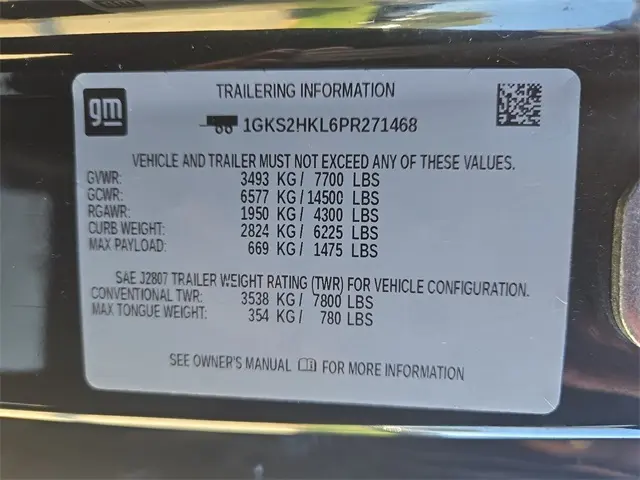 TRAILERING INFORMATION
gm
1GKS2HKL6PR271468
VEHICLE AND TRAILER MUST NOT EXCEED ANY OF THESE VALUES.
GVWR: 3493 KG / 7700 LBS
GCWR: 6577 KG / 14500 LBS
RGAWR: 1950 KG / 4300 LBS
CURB WEIGHT: 2824 KG / 6225 LBS
MAX PAYLOAD: 669 KG / 1475 LBS
SAE J2807 TRAILER WEIGHT RATING (TWR) FOR VEHICLE CONFIGURATION.
CONVENTIONAL TWR: 3538 KG / 7800 LBS
MAX TONGUE WEIGHT: 354 KG / 780 LBS
SEE OWNER'S MANUAL FOR MORE INFORMATION